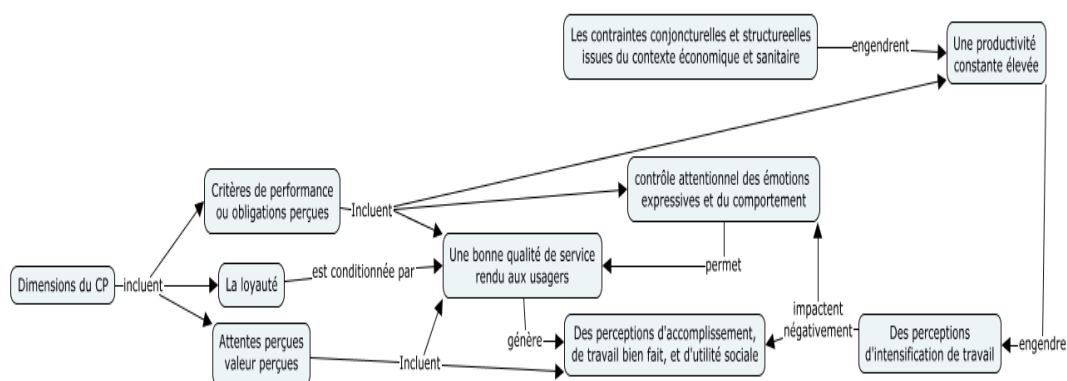 Les contraintes conjoncturelles et structureelles
issues du contexte économique et sanitaire
engendrent
Une productivité
constante élevée
Critères de performance
ou obligations perçues
Incluent
contrôle attentionnel des émotions
expressives et du comportement
Une bonne qualité de service
rendu aux usagers
permet
Dimensions du CP
incluent
La loyauté
est conditionnée par
Attentes perçues
valeur perçues
Incluent
génère
Des perceptions d'accomplissement,
de travail bien fait, et d'utilité sociale
impactent
négativement
Des perceptions
d'intensification de travail
engendre